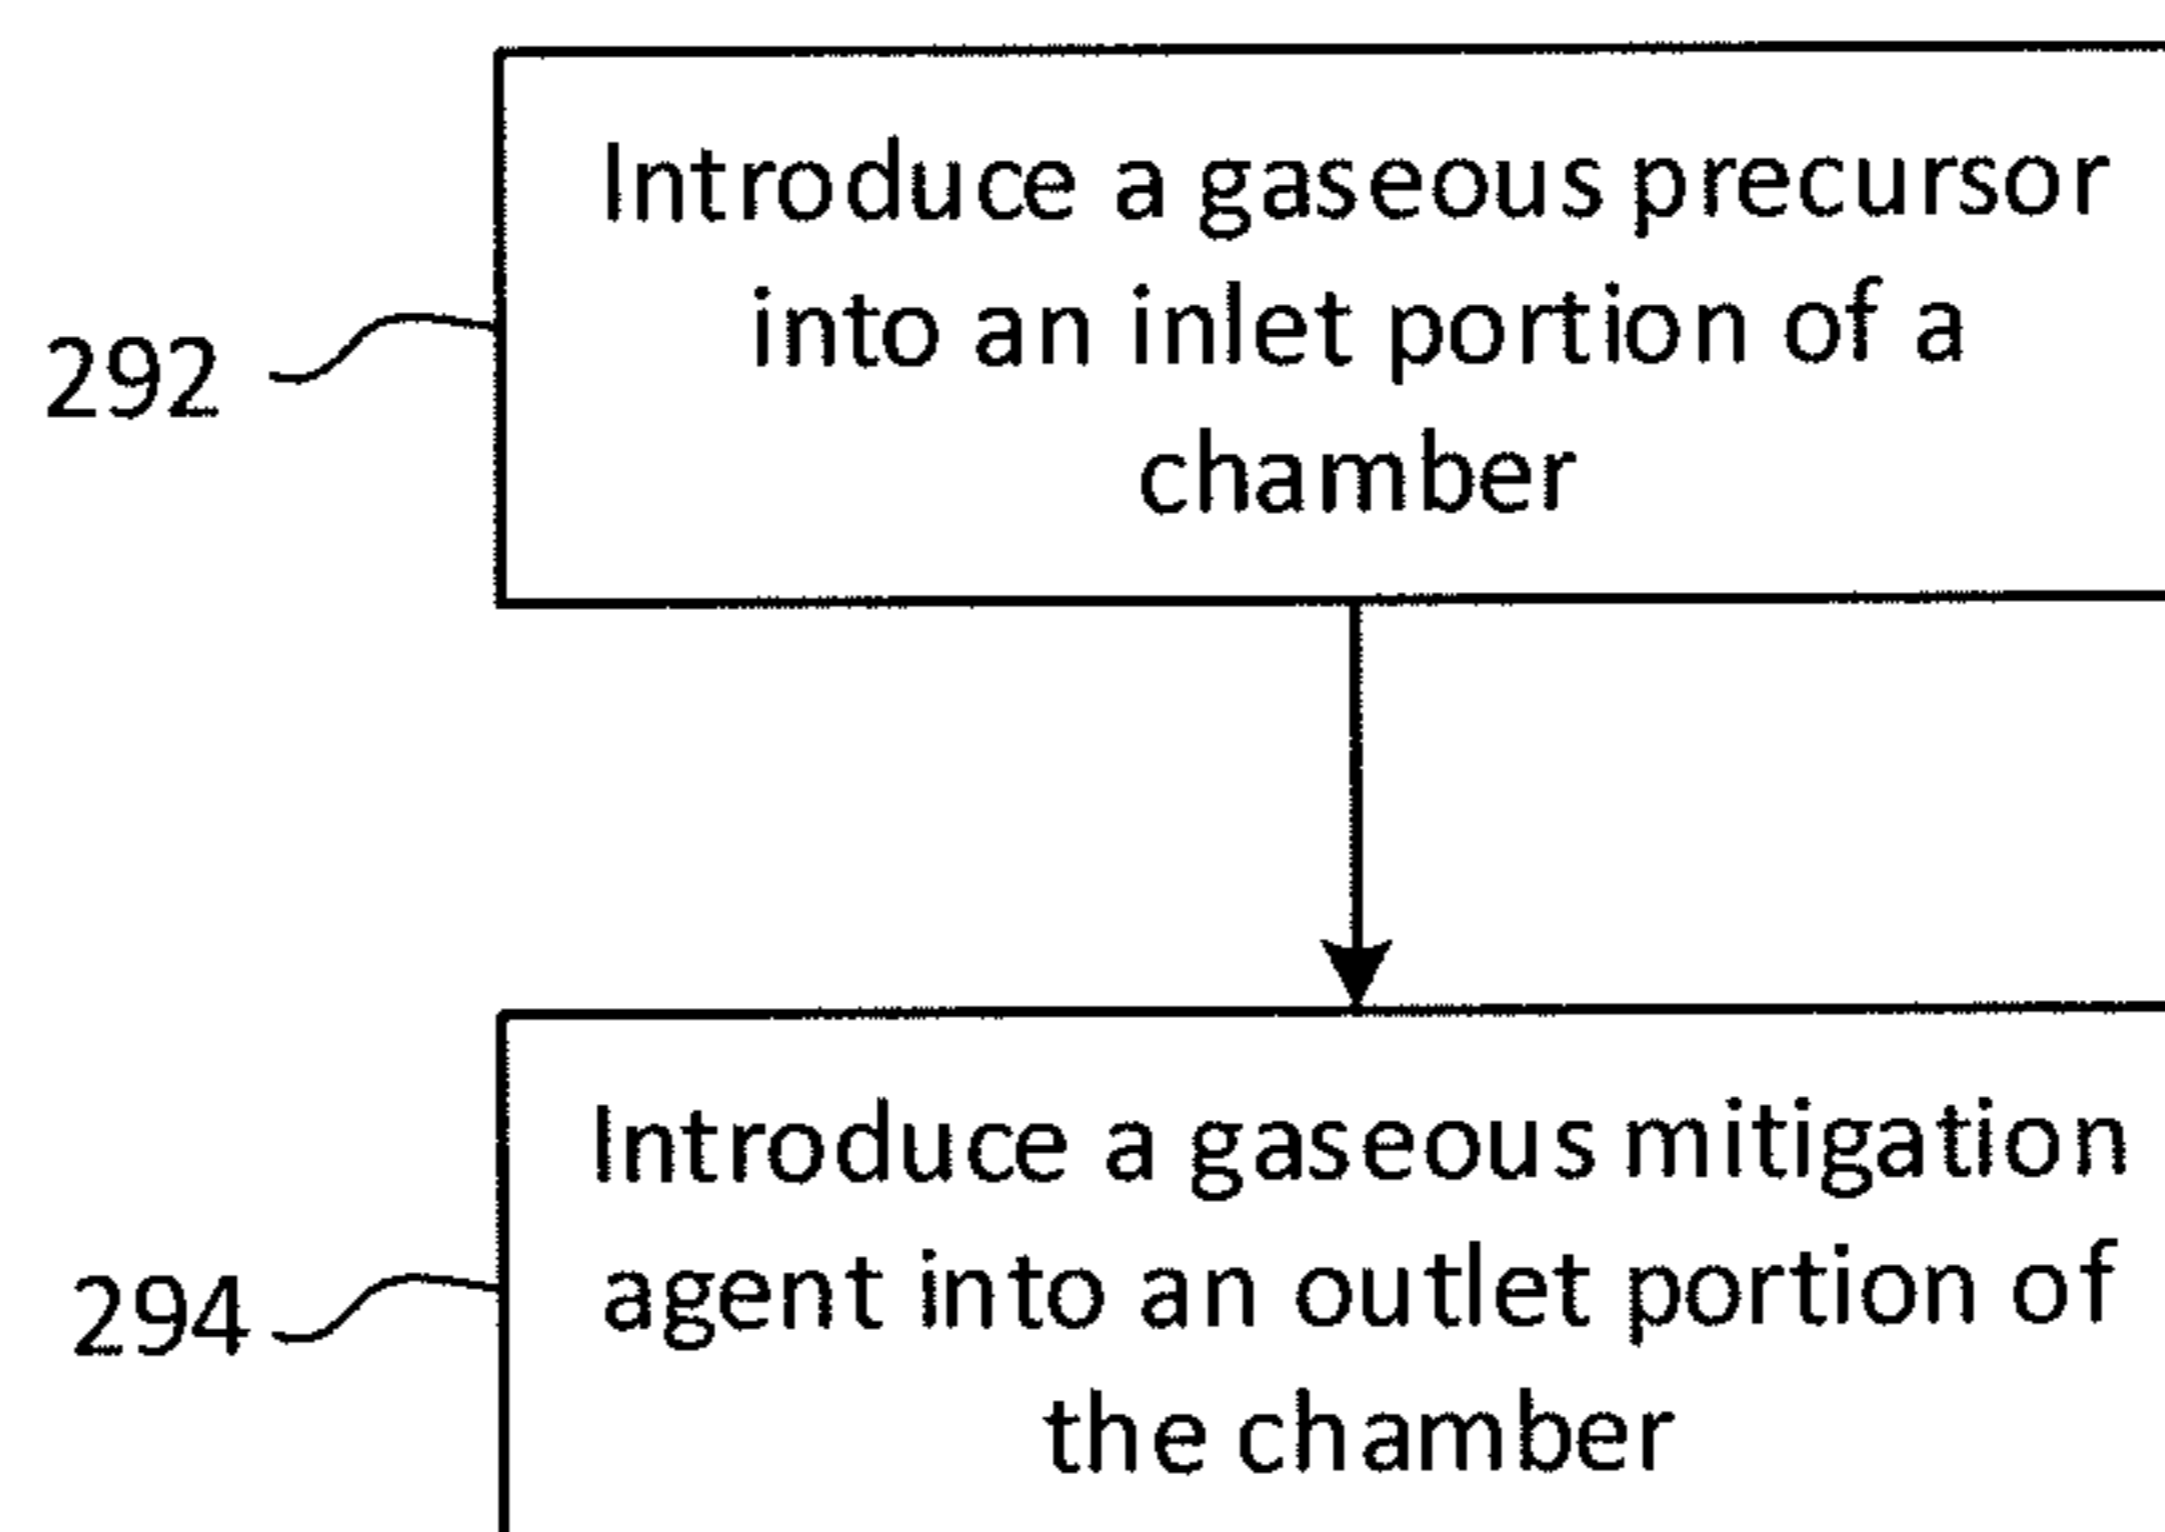 Introduce a gaseous precursor
into an inlet portion of a
chamber
292
Introduce a gaseous mitigation
agent into an outlet portion of
the chamber
294